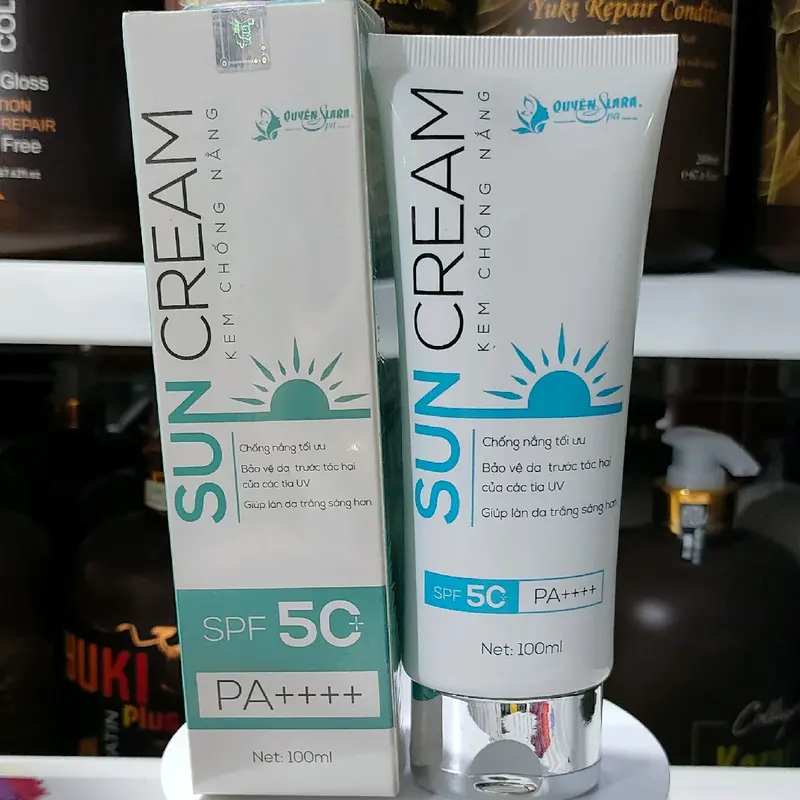 Yuki Repair
Gloss
REPAIR
Free
QUYÊN SLARA
Spa
SUN CREAM
KEM CHỐNG NẮNG
Chống nắng tối ưu
Bảo vệ da trước tác hại
của các tia UV
Giúp làn da trắng sáng hơn
SPF 50+
PA++++
Net: 100ml
QUYÊN SLARA
Spa
SUN CREAM
KEM CHỐNG NẮNG
Chống nắng tối ưu
Bảo vệ da trước tác hại
của các tia UV
Giúp làn da trắng sáng hơn
SPF 50+ PA++++
Net: 100ml
YUKI
Plus